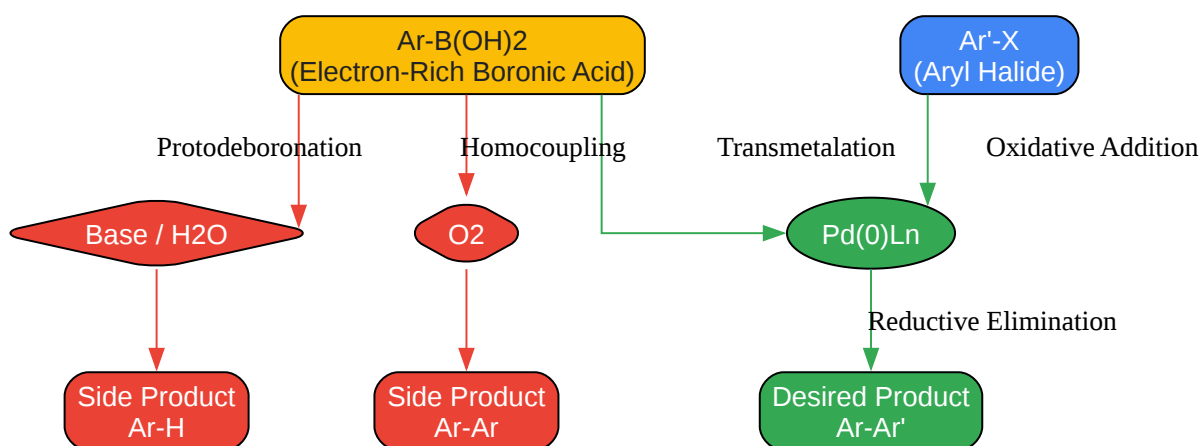 Ar-B(OH)2
(Electron-Rich Boronic Acid)
Ar'-X
(Aryl Halide)
Protodeboronation
Homocoupling
Transmetalation
Oxidative Addition
Base / H2O
O2
Pd(0)Ln
Reductive Elimination
Side Product
Ar-H
Side Product
Ar-Ar
Desired Product
Ar-Ar'